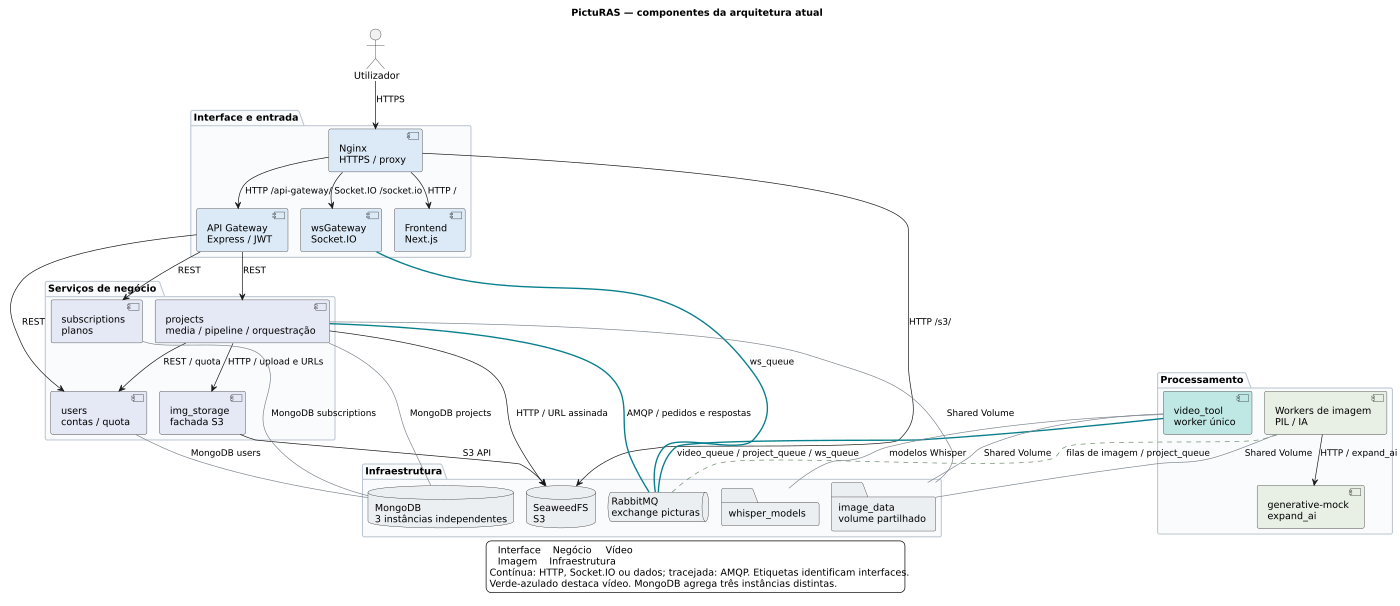 PictuRAS — componentes da arquitetura atual
Utilizador
HTTPS
Interface e entrada
Nginx
HTTPS / proxy
HTTP /api-gateway/
Socket.IO /socket.io
HTTP /
API Gateway
Express / JWT
wsGateway
Socket.IO
Frontend
Next.js
REST
REST
REST
HTTP /s3/
Serviços de negócio
subscriptions
planos
projects
media / pipeline / orquestração
REST / quota
HTTP / upload e URLs
ws_queue
users
contas / quota
img_storage
fachada S3
MongoDB subscriptions
MongoDB projects
HTTP / URL assinada
AMQP / pedidos e respostas
Shared Volume
Processamento
video_tool
worker único
Workers de imagem
PIL / IA
MongoDB users
S3 API
video_queue / project_queue / ws_queue
modelos Whisper
Shared Volume
filas de imagem / project_queue
Shared Volume
HTTP / expand_ai
Infraestrutura
MongoDB
3 instâncias independentes
SeaweedFS
S3
RabbitMQ
exchange picturas
whisper_models
image_data
volume partilhado
generative-mock
expand_ai
Interface Negócio Vídeo
Imagem Infraestrutura
Contínua: HTTP, Socket.IO ou dados; tracejada: AMQP. Etiquetas identificam interfaces.
Verde-azulado destaca vídeo. MongoDB agrega três instâncias distintas.